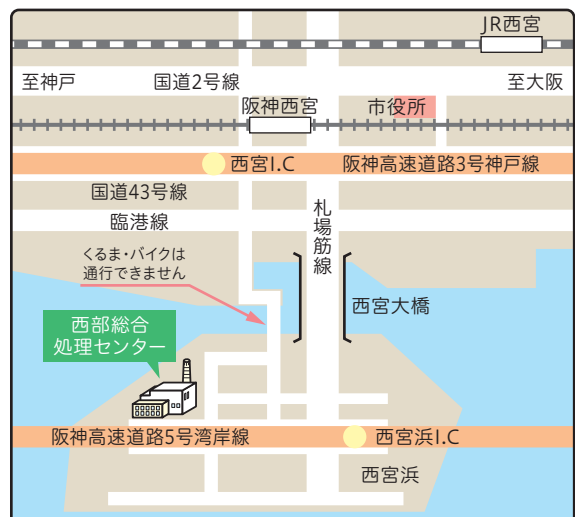 JR西宮
至神戸
国道2号線
至大阪
阪神西宮
市役所
西宮I.C
阪神高速道路3号神戸線
国道43号線
臨港線
札場筋線
くるま・バイクは
通行できません
西宮大橋
西部総合
処理センター
阪神高速道路5号湾岸線
西宮浜I.C
西宮浜